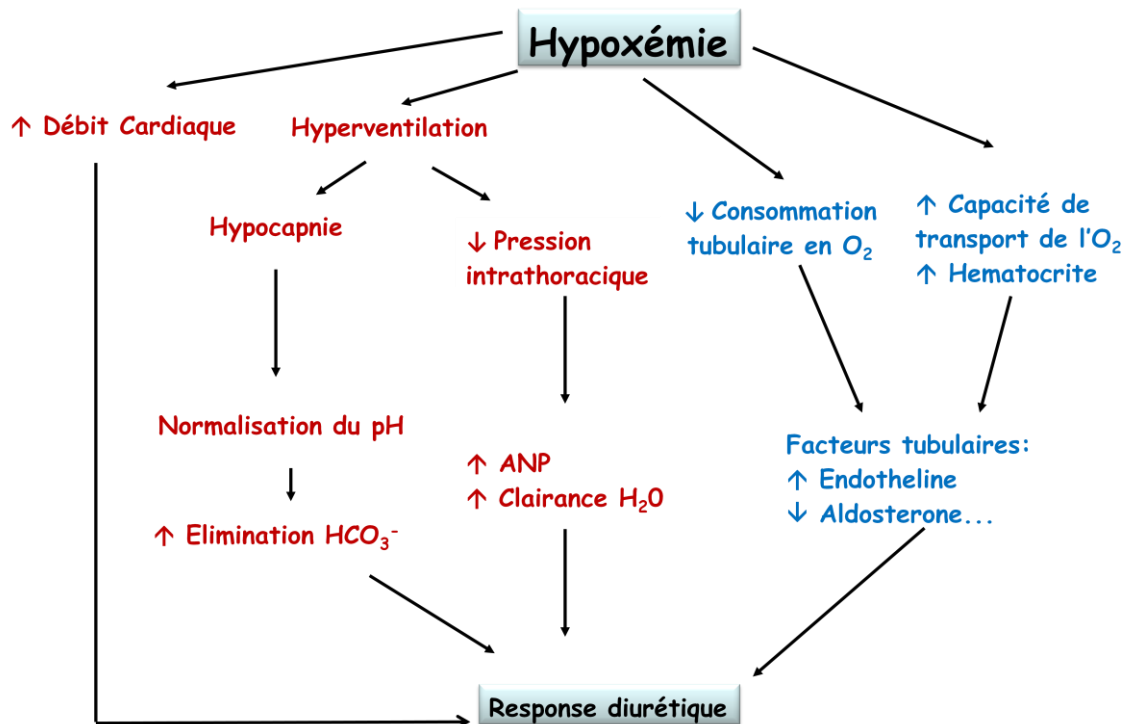 Hypoxémie
↑ Débit Cardiaque
Hyperventilation
Hypocapnie
↓ Pression
intrathoracique
↓ Consommation
tubulaire en O₂
↑ Capacité de
transport de l'O₂
↑ Hematocrite
Normalisation du pH
↑ Elimination HCO₃⁻
↑ ANP
↑ Clairance H₂0
Facteurs tubulaires:
↑ Endotheline
↓ Aldosterone...
Response diurétique